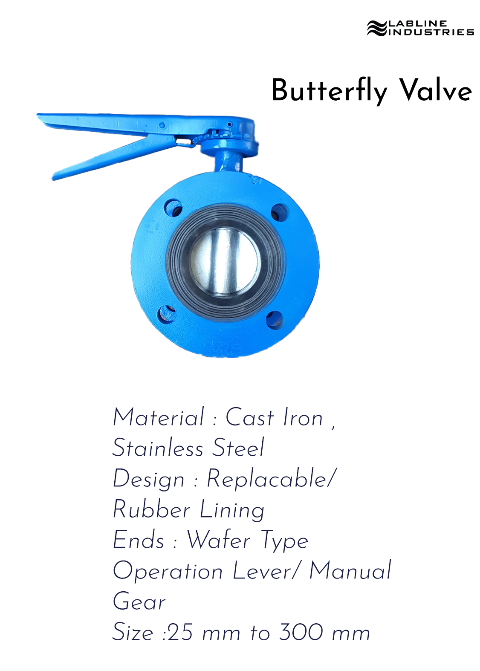 LABLINE
INDUSTRIES
Butterfly Valve
Material : Cast Iron ,
Stainless Steel
Design : Replacable/
Rubber Lining
Ends : Wafer Type
Operation Lever/ Manual
Gear
Size :25 mm to 300 mm